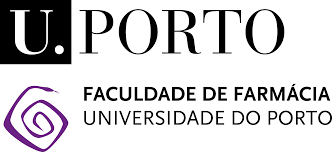 U. PORTO
FACULDADE DE FARMÁCIA
UNIVERSIDADE DO PORTO